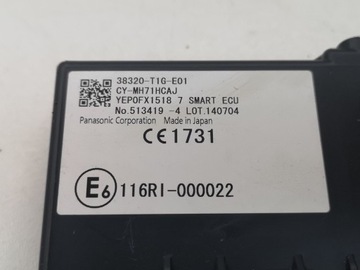 38320-T1G-E01
CY-MH71HCAJ
YEP0FX1518 7 SMART ECU
No.513419 -4 LOT.140704
Panasonic Corporation Made in Japan
CE1731
E6 116RI-000022